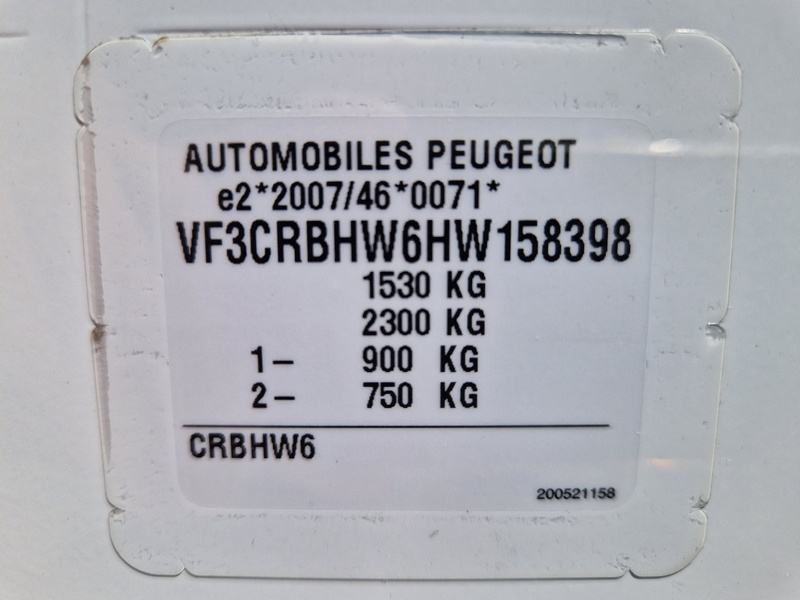 AUTOMOBILES PEUGEOT
e2*2007/46*0071*
VF3CRBHW6HW158398
1530 KG
2300 KG
1- 900 KG
2- 750 KG
CRBHW6
200521158